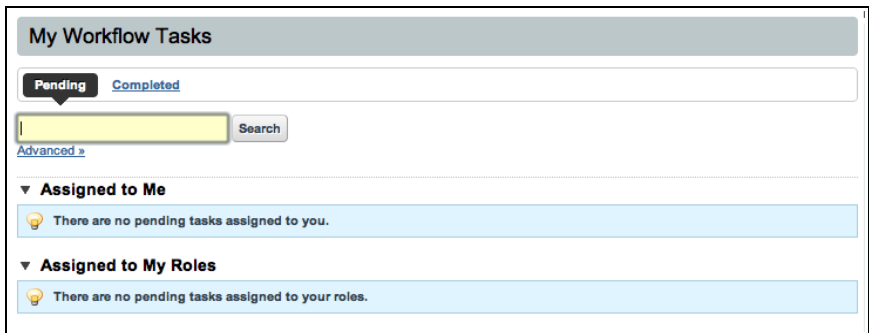 My Workflow Tasks
Pending Completed
Search
Advanced »
Assigned to Me
There are no pending tasks assigned to you.
Assigned to My Roles
There are no pending tasks assigned to your roles.